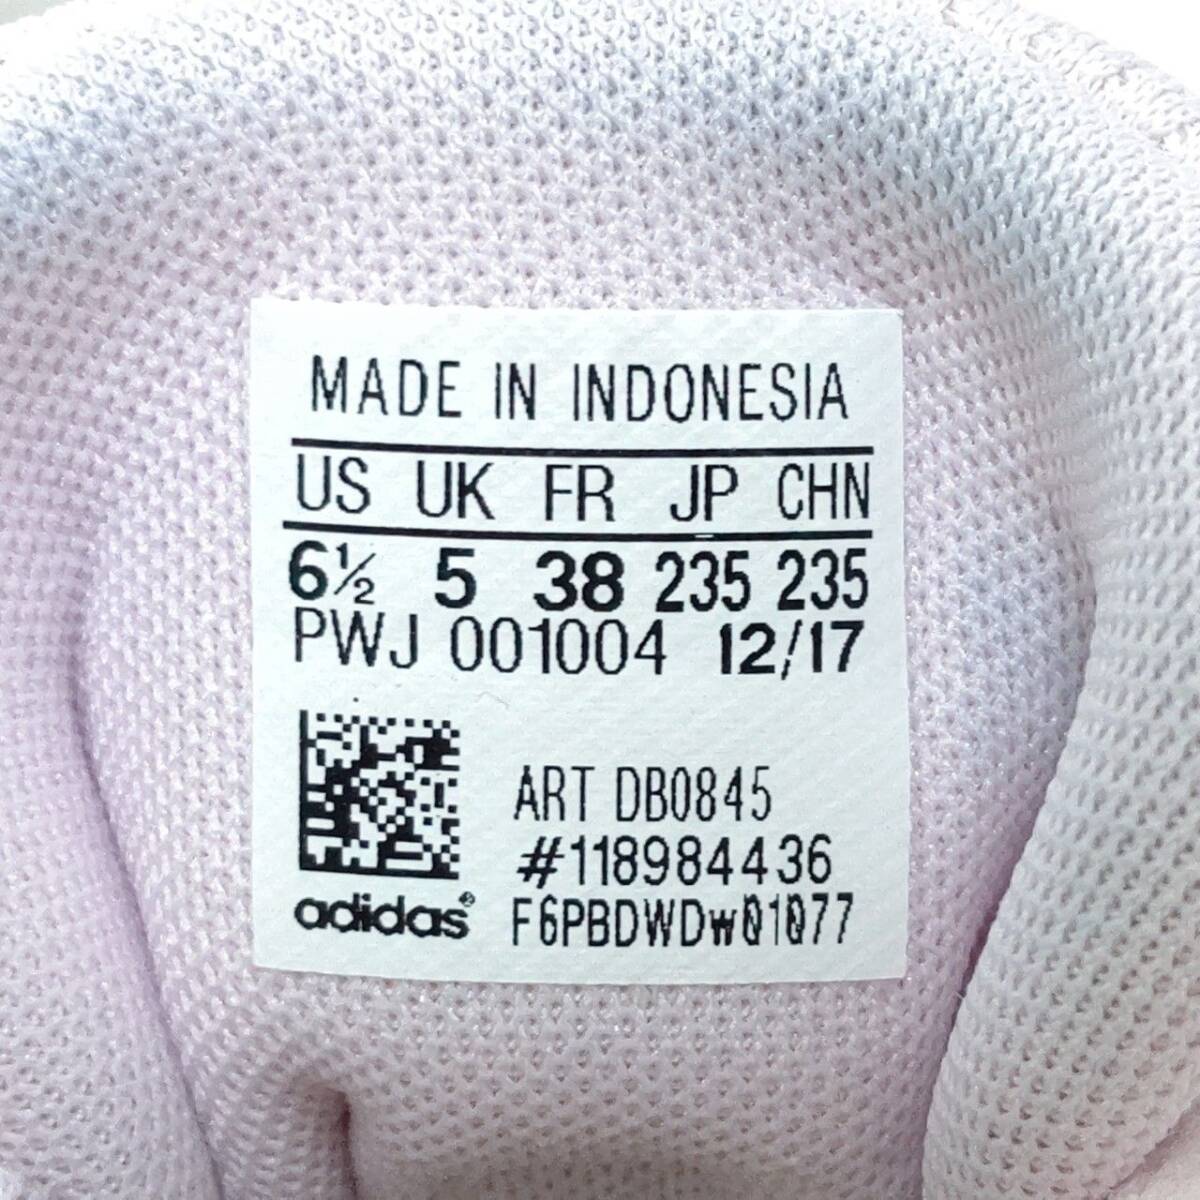 MADE IN INDONESIA
US UK FR JP CHN
6½ 5 38 235 235
PWJ 001004 12/17
ART DB0845
#118984436
adidas®
F6PBDWDw01077